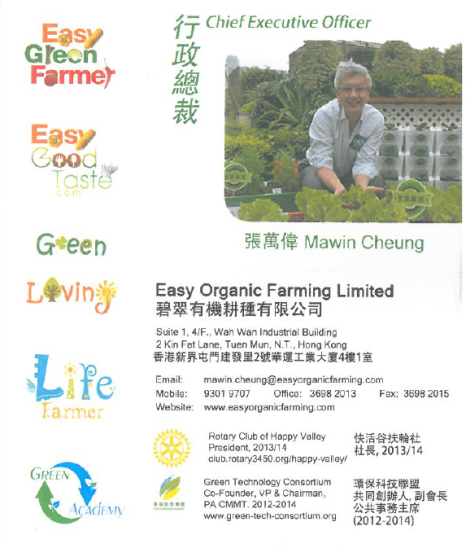 Easy
Green
Farmer
Easy
Good
Taste
.com
Green
Loving
Life
Farmer
GREEN
ACADEMY
行政總裁
Chief Executive Officer
張萬偉 Mawin Cheung
Easy Organic Farming Limited
碧翠有機耕種有限公司
Suite 1, 4/F., Wah Wan Industrial Building
2 Kin Fat Lane, Tuen Mun, N.T., Hong Kong
香港新界屯門建發里2號華運工業大廈4樓1室
Email: mawin.cheung@easyorganicfarming.com
Mobile: 9301 9707 Office: 3698 2013 Fax: 3698 2015
Website: www.easyorganicfarming.com
Rotary Club of Happy Valley
President, 2013/14
club.rotary3450.org/happy-valley/
快活谷扶輪社
社長, 2013/14
Green Technology Consortium
Co-Founder, VP & Chairman,
PA CMMT. 2012-2014
www.green-tech-consortium.org
環保科技聯盟
共同創辦人, 副會長
公共事務主席
(2012-2014)